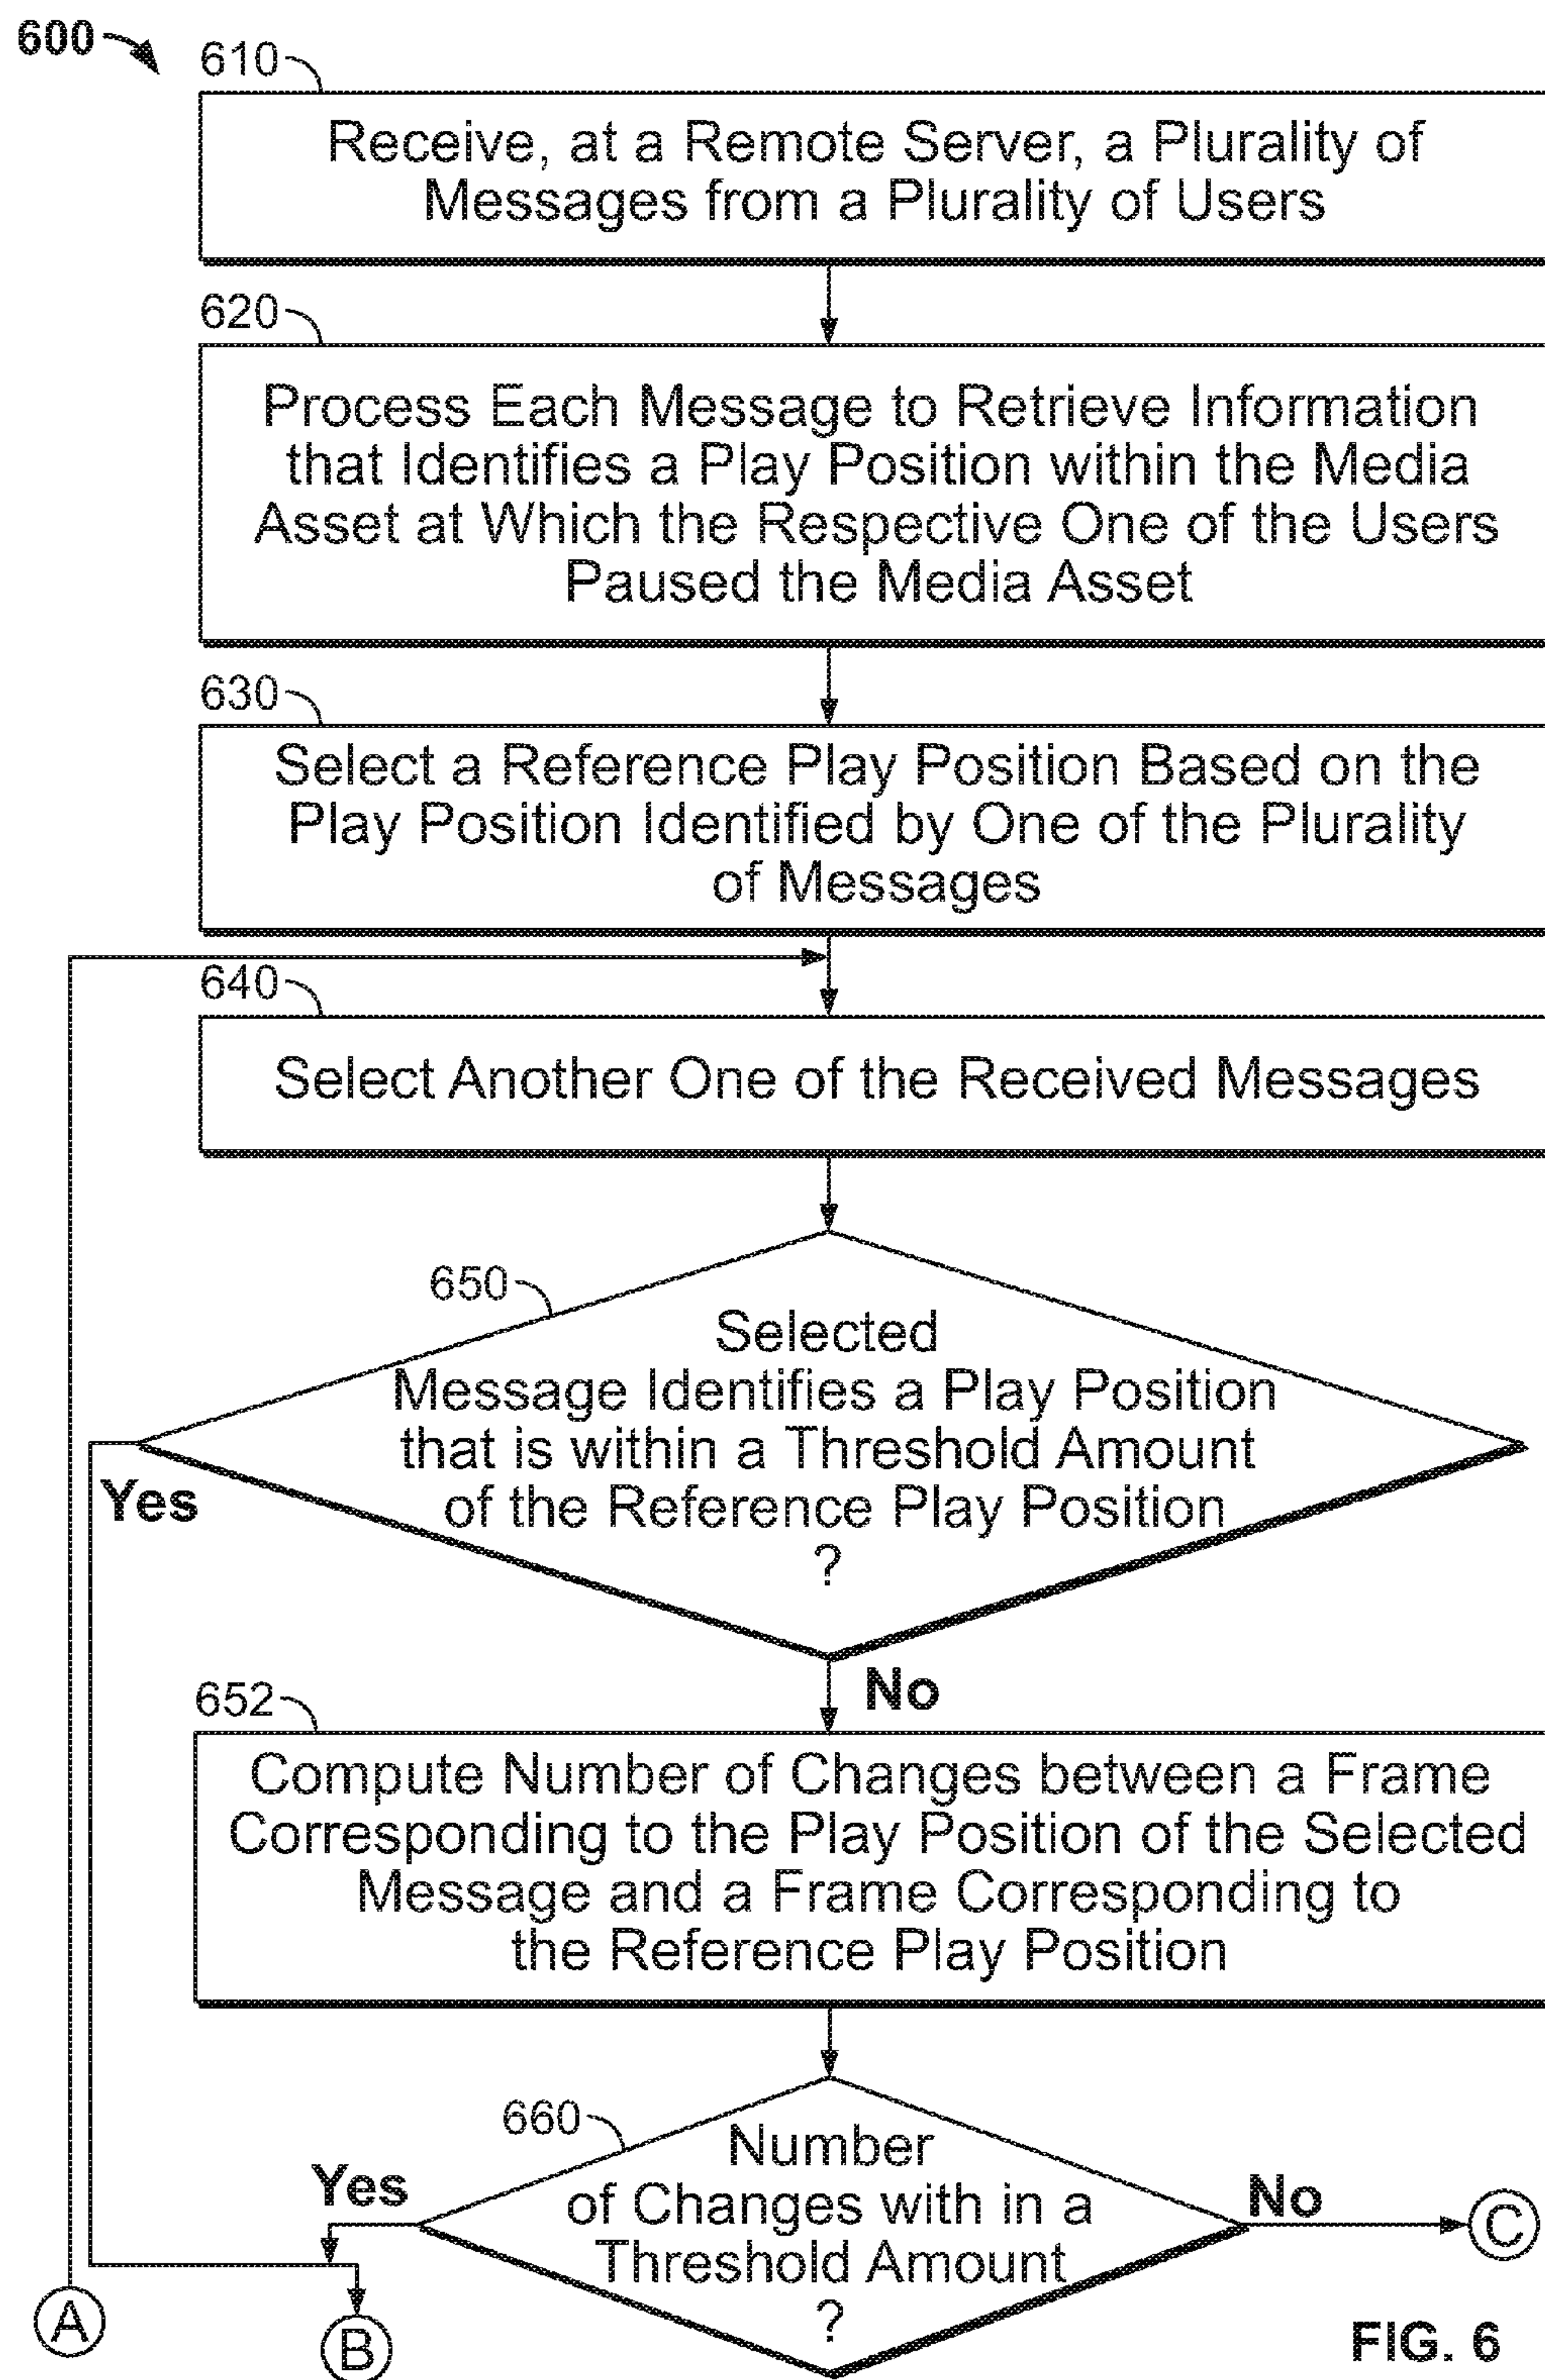 600
610
Receive, at a Remote Server, a Plurality of
Messages from a Plurality of Users
620
Process Each Message to Retrieve Information
that Identifies a Play Position within the Media
Asset at Which the Respective One of the Users
Paused the Media Asset
630
Select a Reference Play Position Based on the
Play Position Identified by One of the Plurality
of Messages
640
Select Another One of the Received Messages
650
Selected
Message Identifies a Play Position
that is within a Threshold Amount
of the Reference Play Position
?
Yes
No
652
Compute Number of Changes between a Frame
Corresponding to the Play Position of the Selected
Message and a Frame Corresponding to
the Reference Play Position
660
Number
of Changes with in a
Threshold Amount
?
Yes
No
C
A
B
FIG. 6